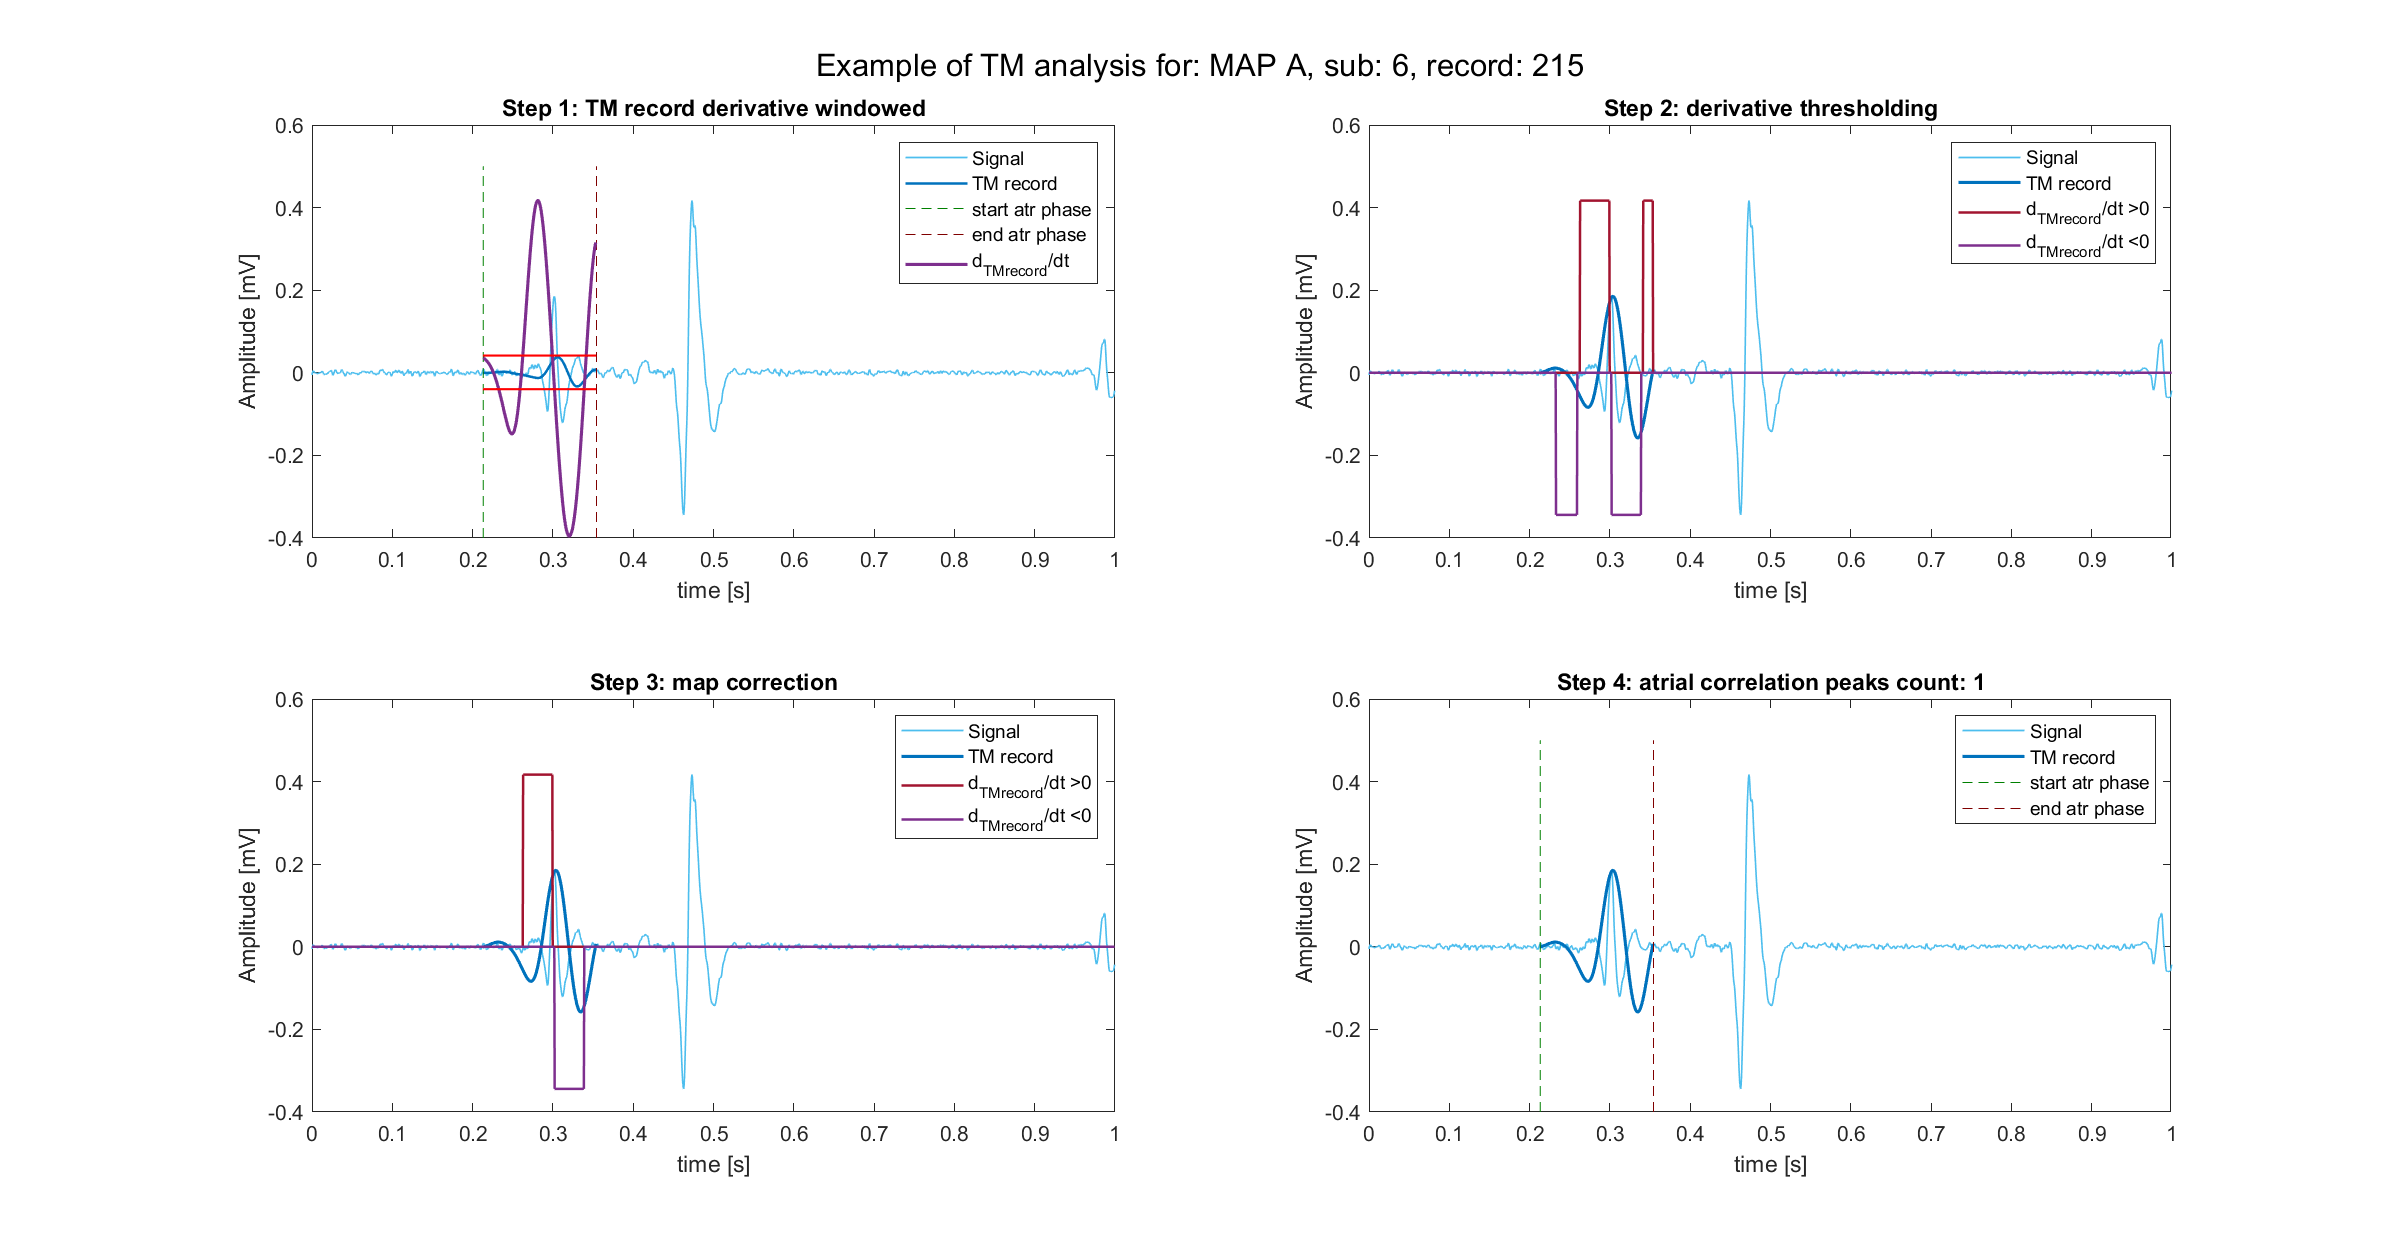 Example of TM analysis for: MAP A, sub: 6, record: 215
Step 1: TM record derivative windowed
0.6
0.4
0.2
0
-0.2
-0.4
Amplitude [mV]
Signal
TM record
start atr phase
end atr phase
dTMrecord/dt
0 0.1 0.2 0.3 0.4 0.5 0.6 0.7 0.8 0.9 1
time [s]
Step 2: derivative thresholding
0.6
0.4
0.2
0
-0.2
-0.4
Amplitude [mV]
Signal
TM record
dTMrecord/dt >0
dTMrecord/dt <0
0 0.1 0.2 0.3 0.4 0.5 0.6 0.7 0.8 0.9 1
time [s]
Step 3: map correction
0.6
0.4
0.2
0
-0.2
-0.4
Amplitude [mV]
Signal
TM record
dTMrecord/dt >0
dTMrecord/dt <0
0 0.1 0.2 0.3 0.4 0.5 0.6 0.7 0.8 0.9 1
time [s]
Step 4: atrial correlation peaks count: 1
0.6
0.4
0.2
0
-0.2
-0.4
Amplitude [mV]
Signal
TM record
start atr phase
end atr phase
0 0.1 0.2 0.3 0.4 0.5 0.6 0.7 0.8 0.9 1
time [s]